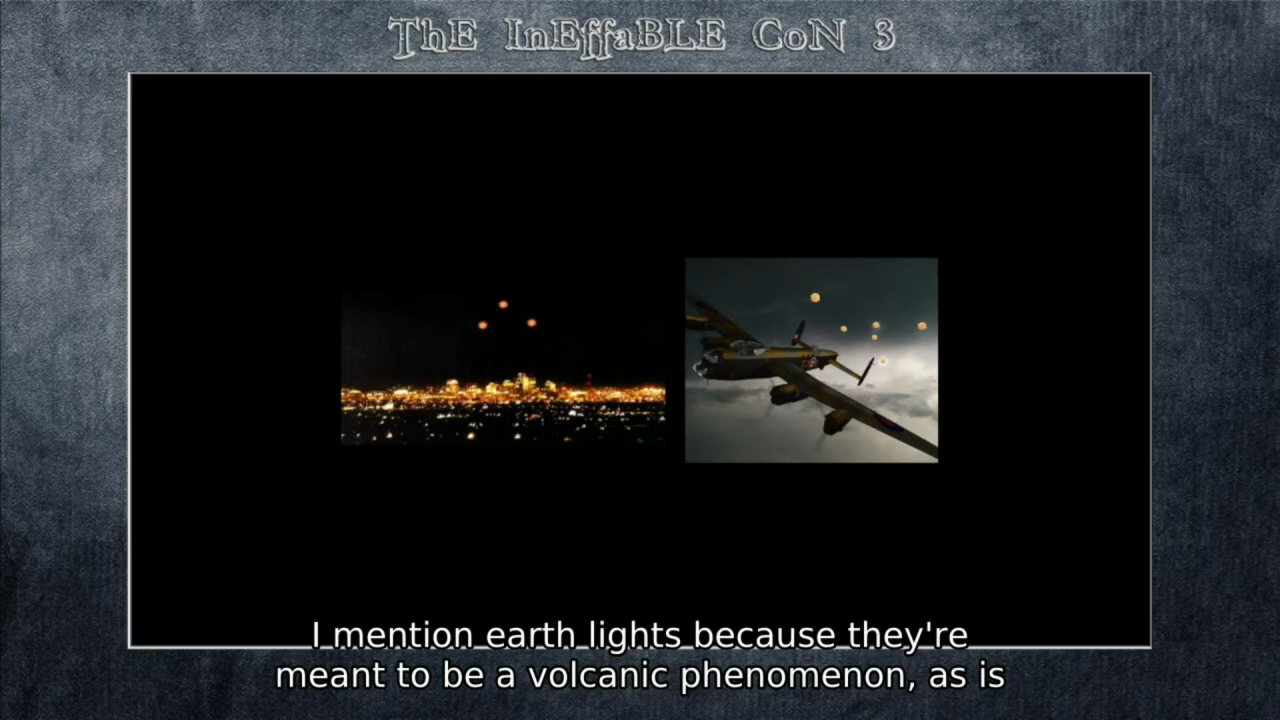 ThE InEffaBLE CoN 3
I mention earth lights because they're
meant to be a volcanic phenomenon, as is